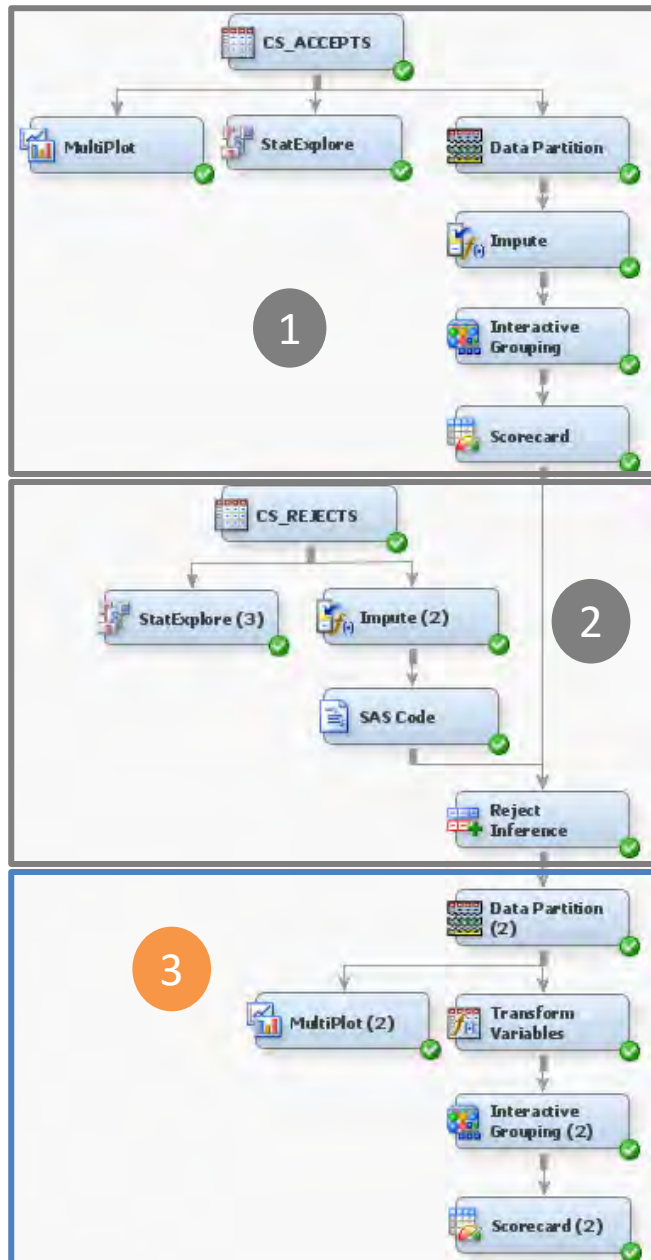 CS_ACCEPTS
MultiPlot
StatExplore
Data Partition
Impute
1
Interactive
Grouping
Scorecard
CS_REJECTS
StatExplore (3)
Impute (2)
2
SAS Code
Reject
Inference
Data Partition
(2)
3
MultiPlot (2)
Transform
Variables
Interactive
Grouping (2)
Scorecard (2)